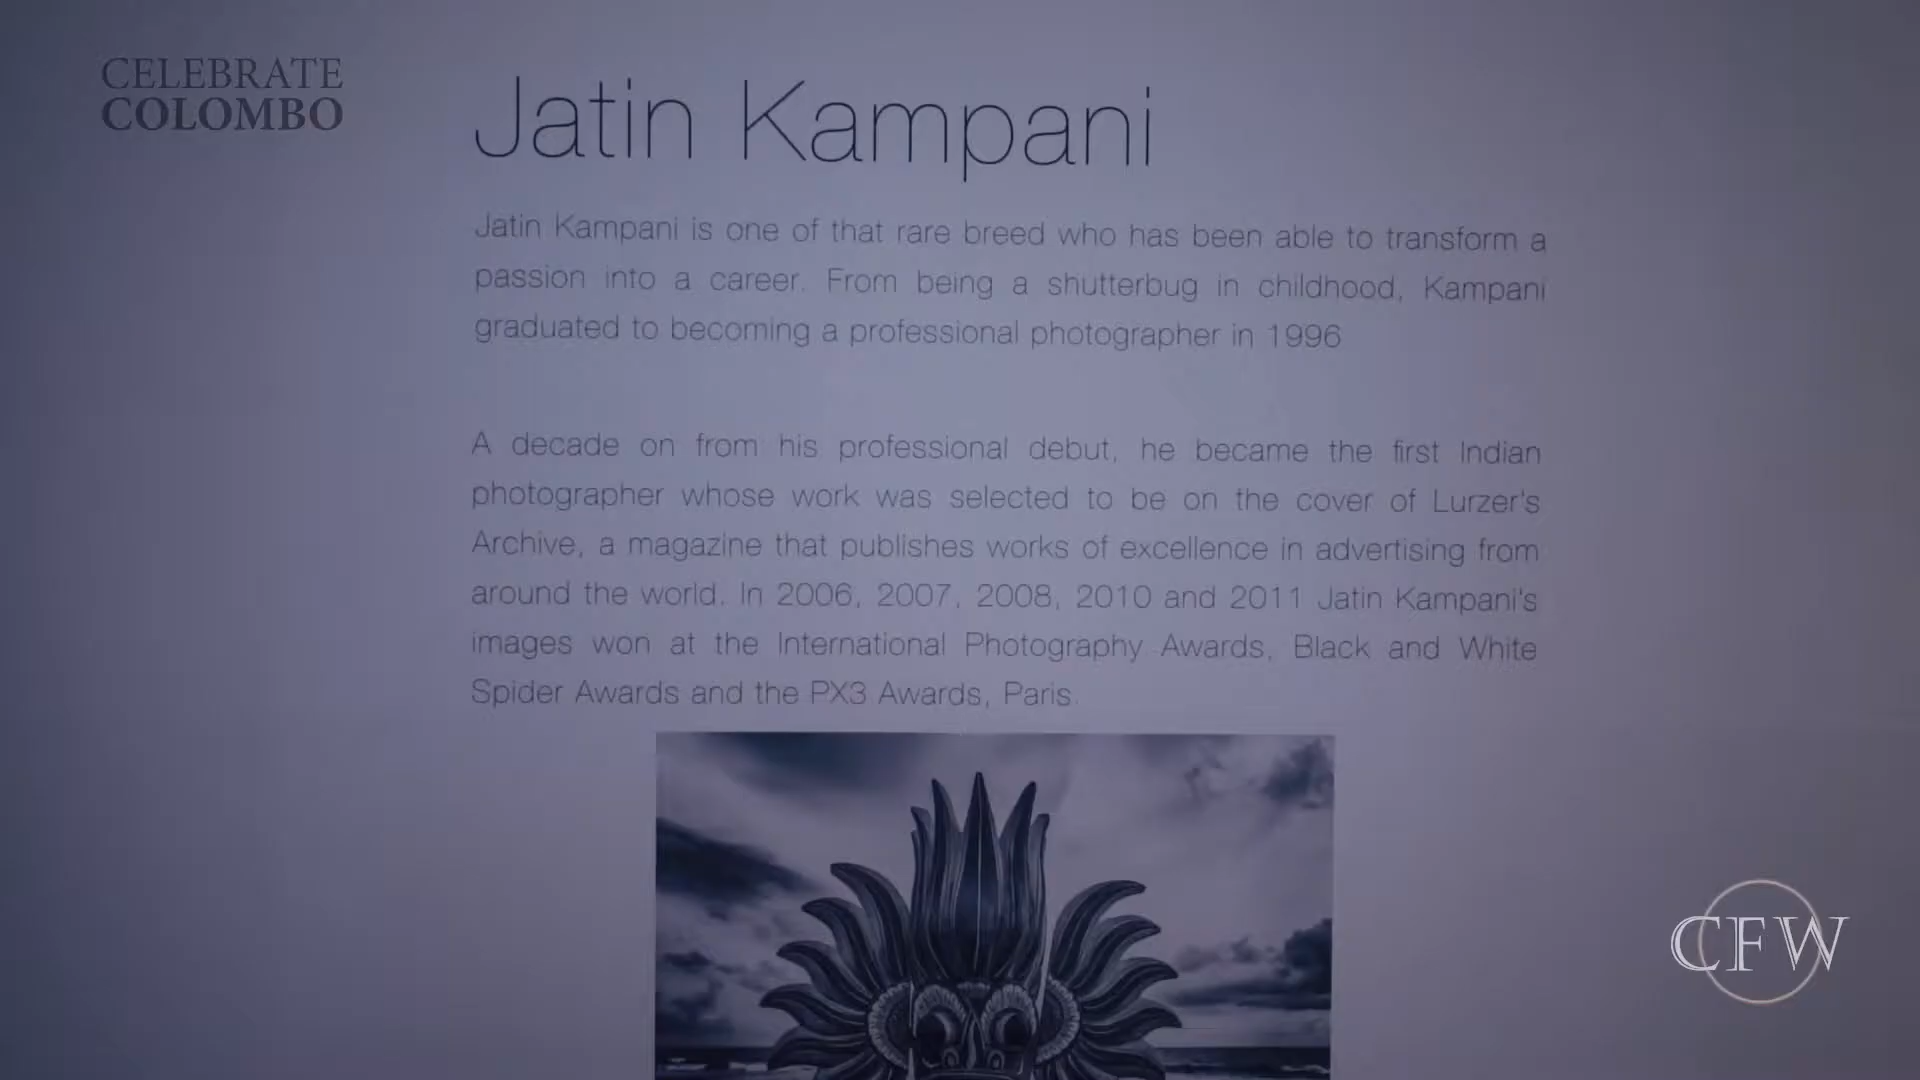 CELEBRATE
COLOMBO
Jatin Kampani
Jatin Kampani is one of that rare breed who has been able to transform a
passion into a career. From being a shutterbug in childhood, Kampani
graduated to becoming a professional photographer in 1996
A decade on from his professional debut, he became the first Indian
photographer whose work was selected to be on the cover of Lurzer's
Archive, a magazine that publishes works of excellence in advertising from
around the world. In 2006, 2007, 2008, 2010 and 2011 Jatin Kampani's
images won at the International Photography Awards, Black and White
Spider Awards and the PX3 Awards, Paris.
CFW